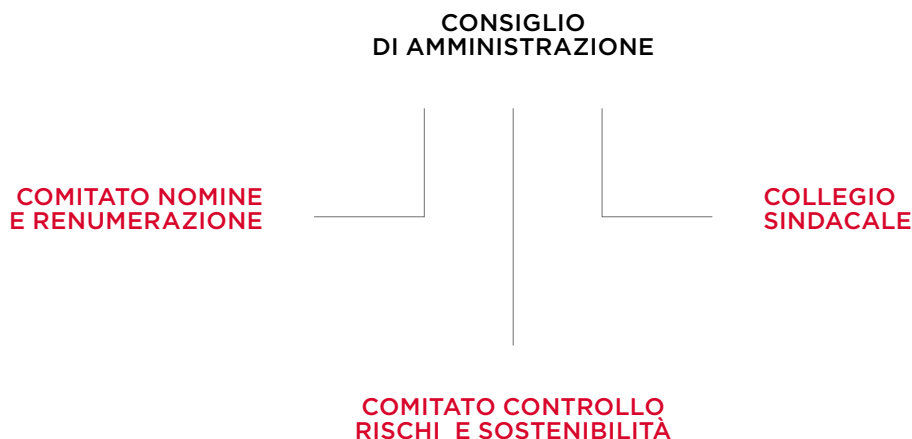 CONSIGLIO
DI AMMINISTRAZIONE
COMITATO NOMINE
E RENUMERAZIONE
COLLEGIO
SINDACALE
COMITATO CONTROLLO
RISCHI E SOSTENIBILITÀ